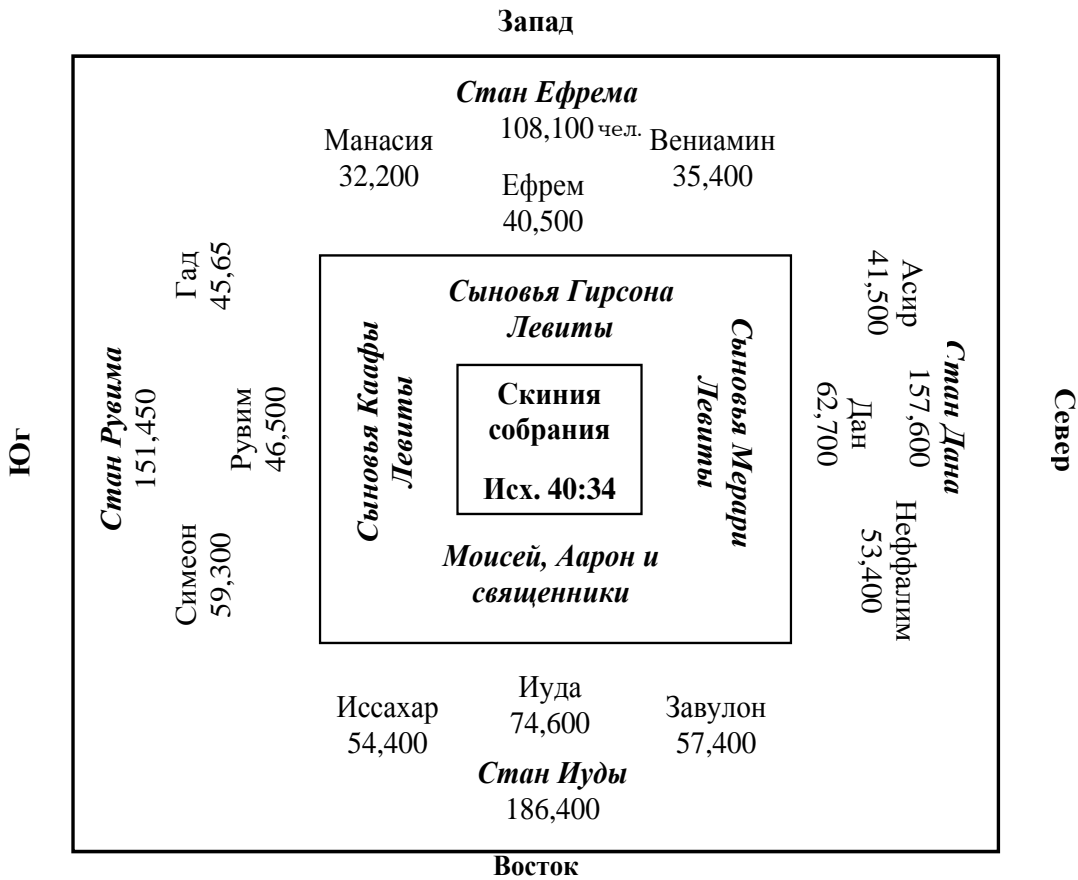 Запад
Стан Ефрема
108,100 чел.
Манасия
32,200
Вениамин
35,400
Ефрем
40,500
Гад
45,65
Стан Рувима
151,450
Рувим
46,500
Симеон
59,300
Юг
Сыновья Гирсона
Левиты
Сыновья Каафы
Левиты
Скиния
собрания
Исх. 40:34
Сыновья Мерари
Левиты
Моисей, Аарон и
священники
Асир
41,500
Стан Дана
157,600
Дан
62,700
Неффалим
53,400
Север
Иссахар
54,400
Иуда
74,600
Завулон
57,400
Стан Иуды
186,400
Восток